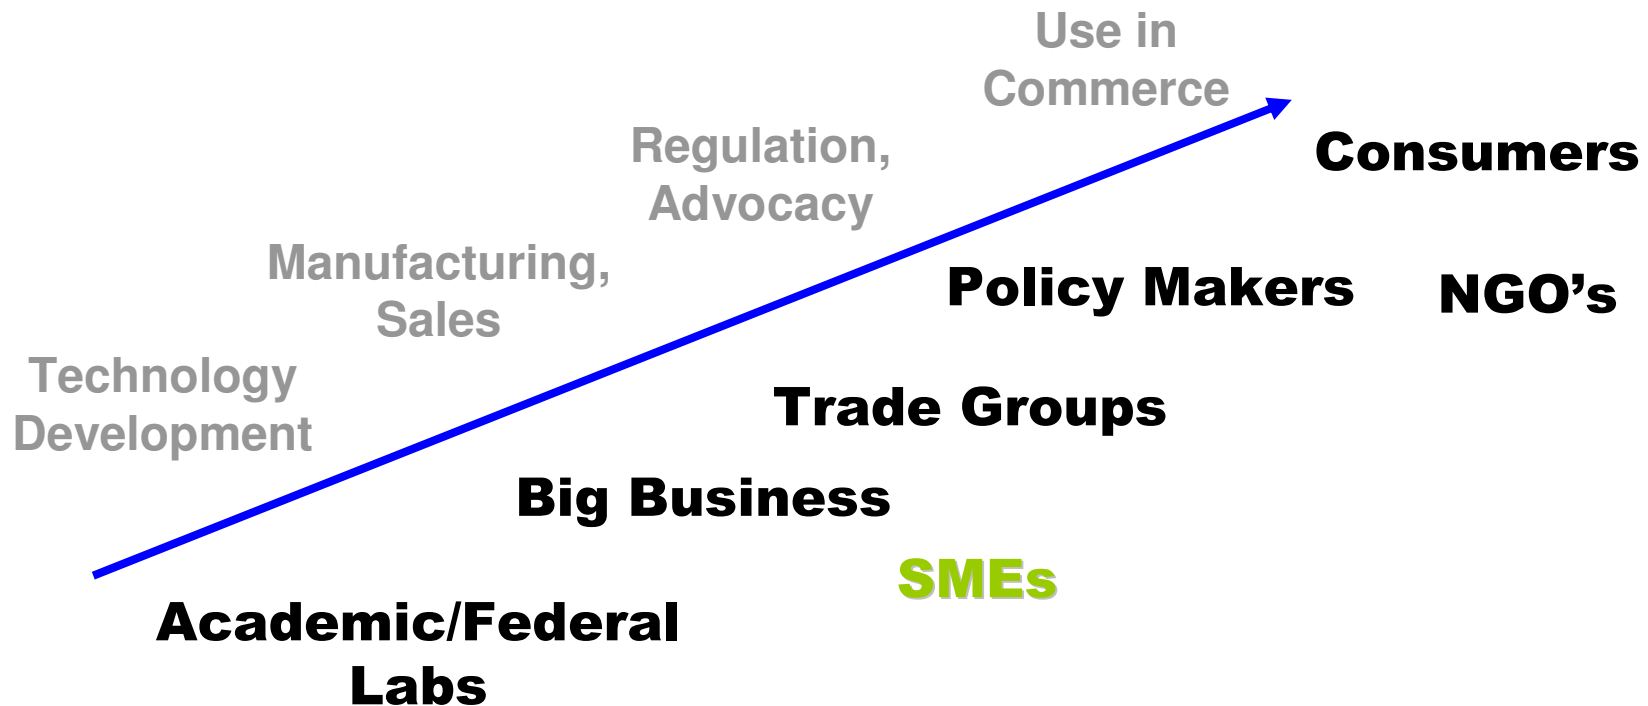 Use in
Commerce
Regulation,
Advocacy
Consumers
Manufacturing,
Sales
Policy Makers
NGO’s
Technology
Development
Trade Groups
Big Business
SMEs
Academic/Federal
Labs